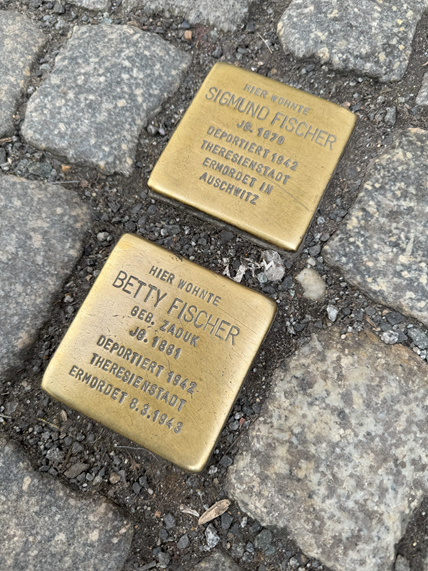 HIER WOHNTE
SIGMUND FISCHER
JG. 1876
DEPORTIERT 1942
THERESIENSTADT
ERMORDET IN
AUSCHWITZ
HIER WOHNTE
BETTY FISCHER
GEB. ZADUK
JG. 1881
DEPORTIERT 1942
THERESIENSTADT
ERMORDET 8.3.1943